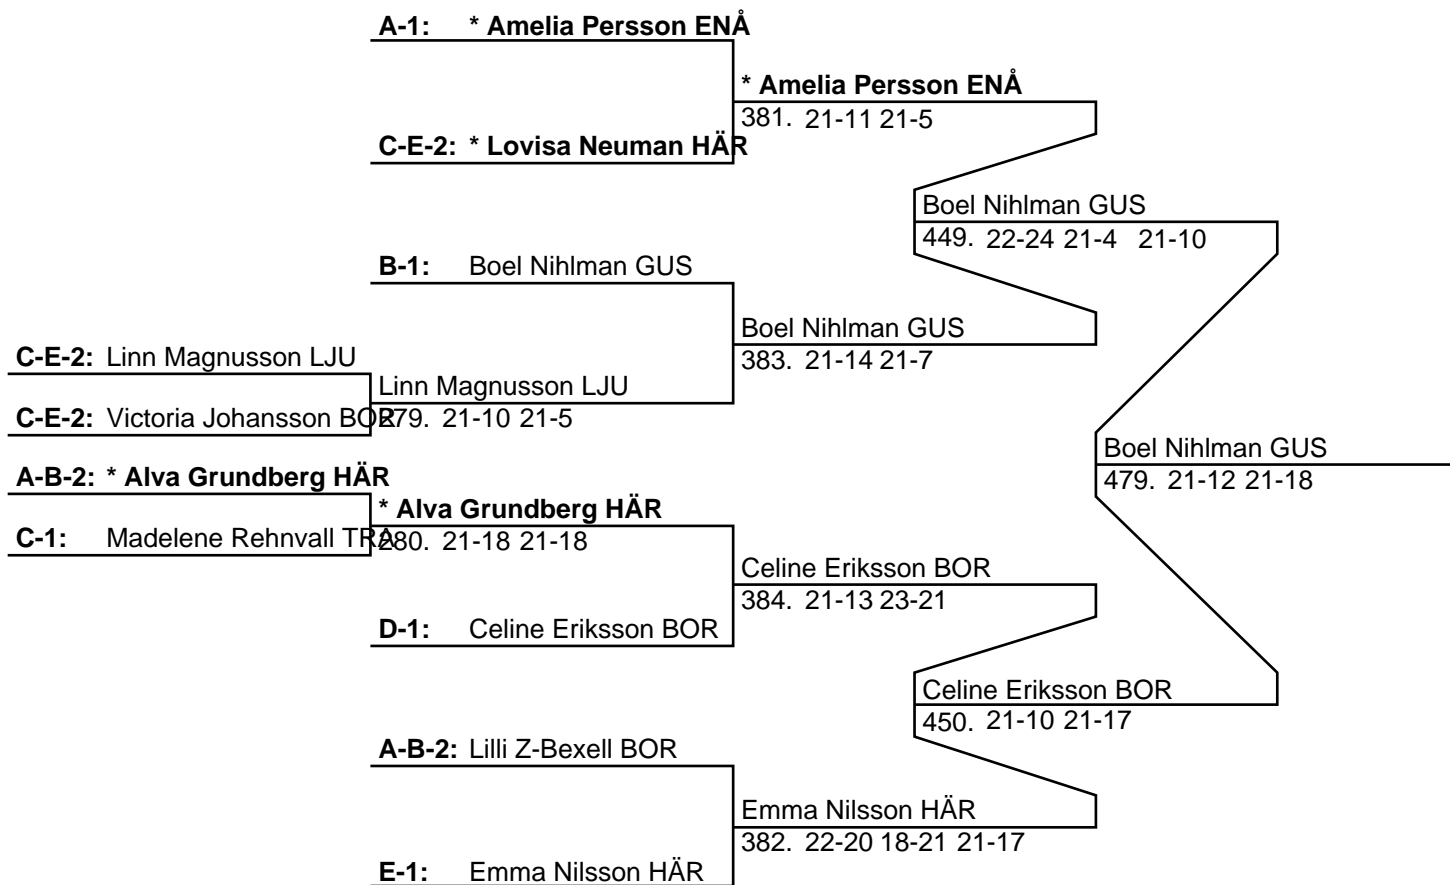 A-1: * Amelia Persson ENÅ
* Amelia Persson ENÅ
381. 21-11 21-5
C-E-2: * Lovisa Neuman HÄR
Boel Nihlman GUS
449. 22-24 21-4 21-10
B-1: Boel Nihlman GUS
Boel Nihlman GUS
383. 21-14 21-7
C-E-2: Linn Magnusson LJU
Linn Magnusson LJU
C-E-2: Victoria Johansson BOR
279. 21-10 21-5
Boel Nihlman GUS
479. 21-12 21-18
A-B-2: * Alva Grundberg HÄR
* Alva Grundberg HÄR
C-1: Madelene Rehnvall TRA
280. 21-18 21-18
Celine Eriksson BOR
384. 21-13 23-21
D-1: Celine Eriksson BOR
Celine Eriksson BOR
450. 21-10 21-17
A-B-2: Lilli Z-Bexell BOR
Emma Nilsson HÄR
382. 22-20 18-21 21-17
E-1: Emma Nilsson HÄR